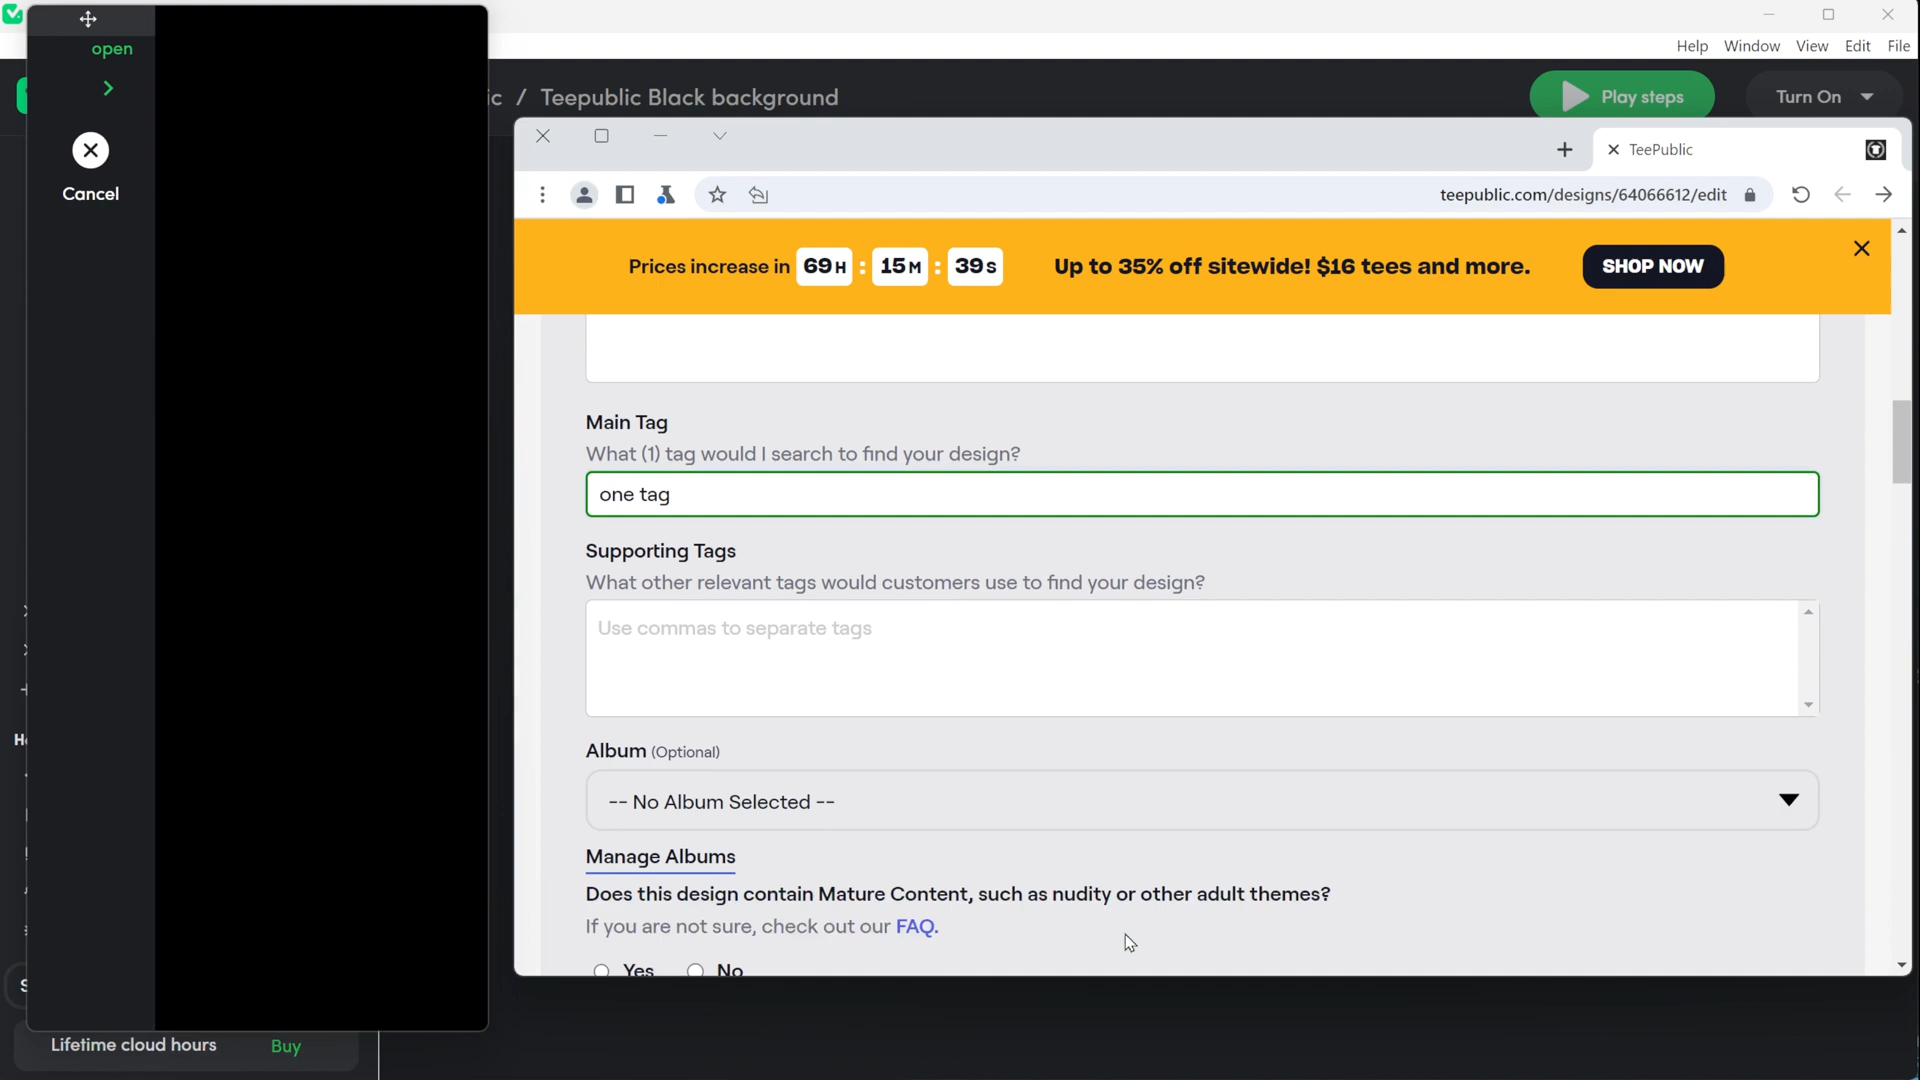 open
Cancel
ic / Teepublic Black background
Play steps
Turn On
Help Window View Edit File
TeePublic
teepublic.com/designs/64066612/edit
Prices increase in 69H : 15M : 39S
Up to 35% off sitewide! $16 tees and more.
SHOP NOW
Main Tag
What (1) tag would I search to find your design?
one tag
Supporting Tags
What other relevant tags would customers use to find your design?
Use commas to separate tags
Album (Optional)
-- No Album Selected --
Manage Albums
Does this design contain Mature Content, such as nudity or other adult themes?
If you are not sure, check out our FAQ.
Yes No
Lifetime cloud hours
Buy